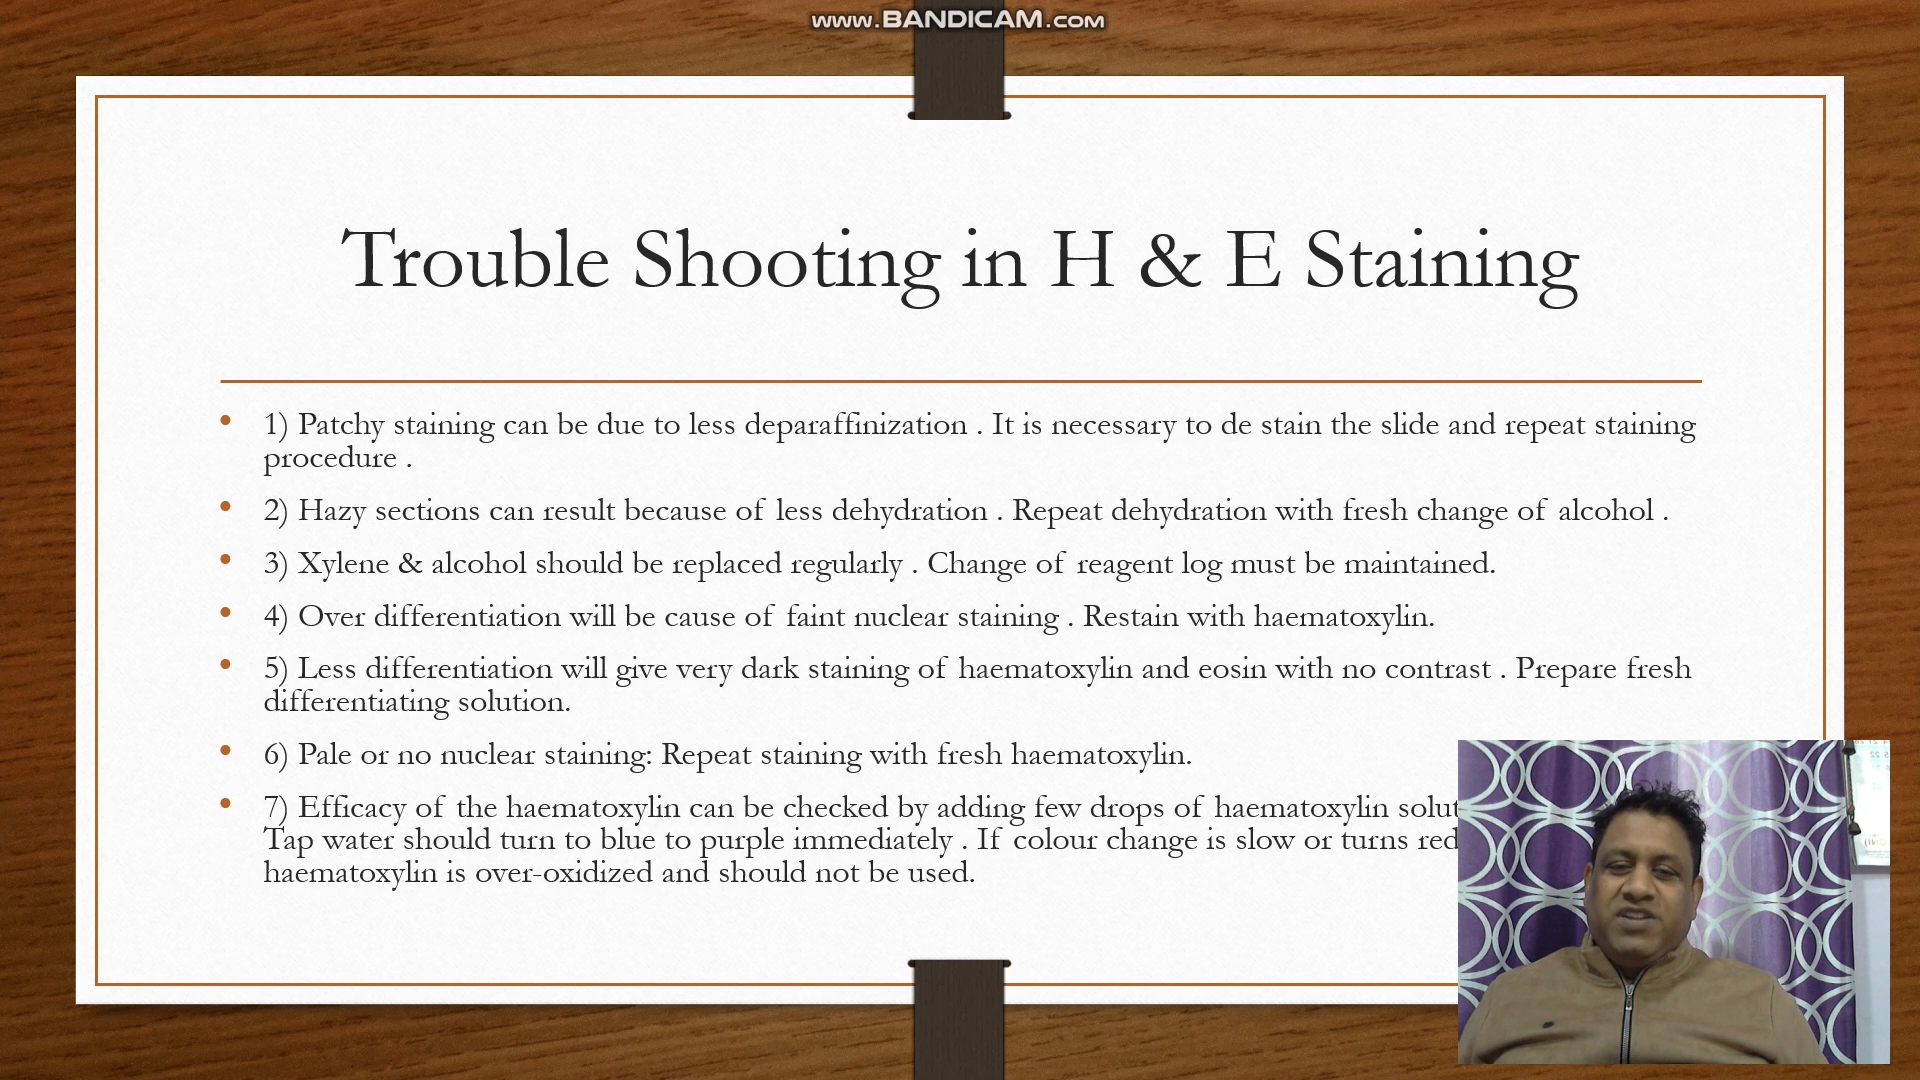 www.BANDICAM.com
Trouble Shooting in H & E Staining
• 1) Patchy staining can be due to less deparaffinization . It is necessary to de stain the slide and repeat staining
procedure .
• 2) Hazy sections can result because of less dehydration . Repeat dehydration with fresh change of alcohol .
• 3) Xylene & alcohol should be replaced regularly . Change of reagent log must be maintained.
• 4) Over differentiation will be cause of faint nuclear staining . Restain with haematoxylin.
• 5) Less differentiation will give very dark staining of haematoxylin and eosin with no contrast . Prepare fresh
differentiating solution.
• 6) Pale or no nuclear staining: Repeat staining with fresh haematoxylin.
• 7) Efficacy of the haematoxylin can be checked by adding few drops of haematoxylin solut
Tap water should turn to blue to purple immediately . If colour change is slow or turns red
haematoxylin is over-oxidized and should not be used.